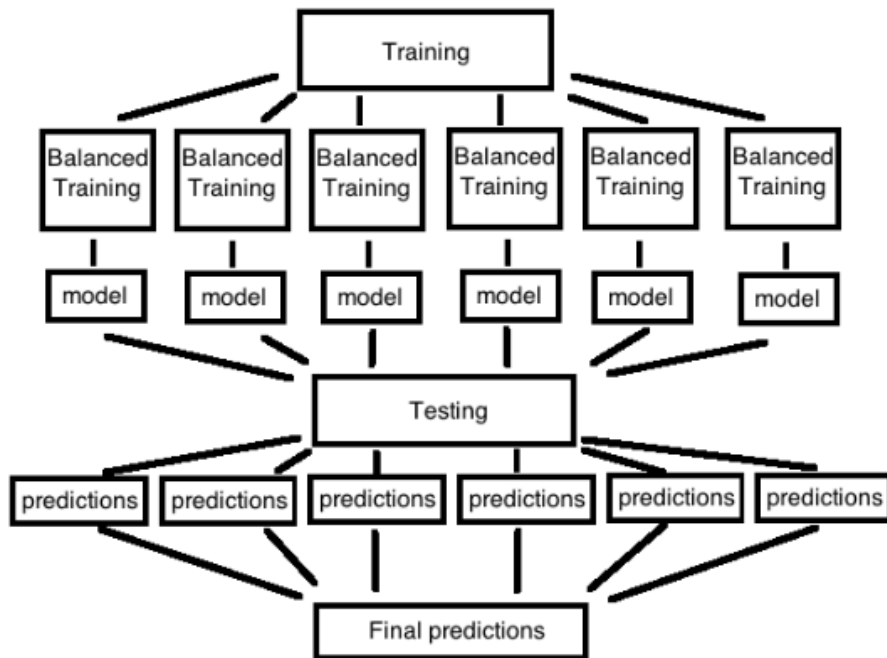 Training
Balanced Training
Balanced Training
Balanced Training
Balanced Training
Balanced Training
Balanced Training
model
model
model
model
model
model
Testing
predictions
predictions
predictions
predictions
predictions
predictions
Final predictions